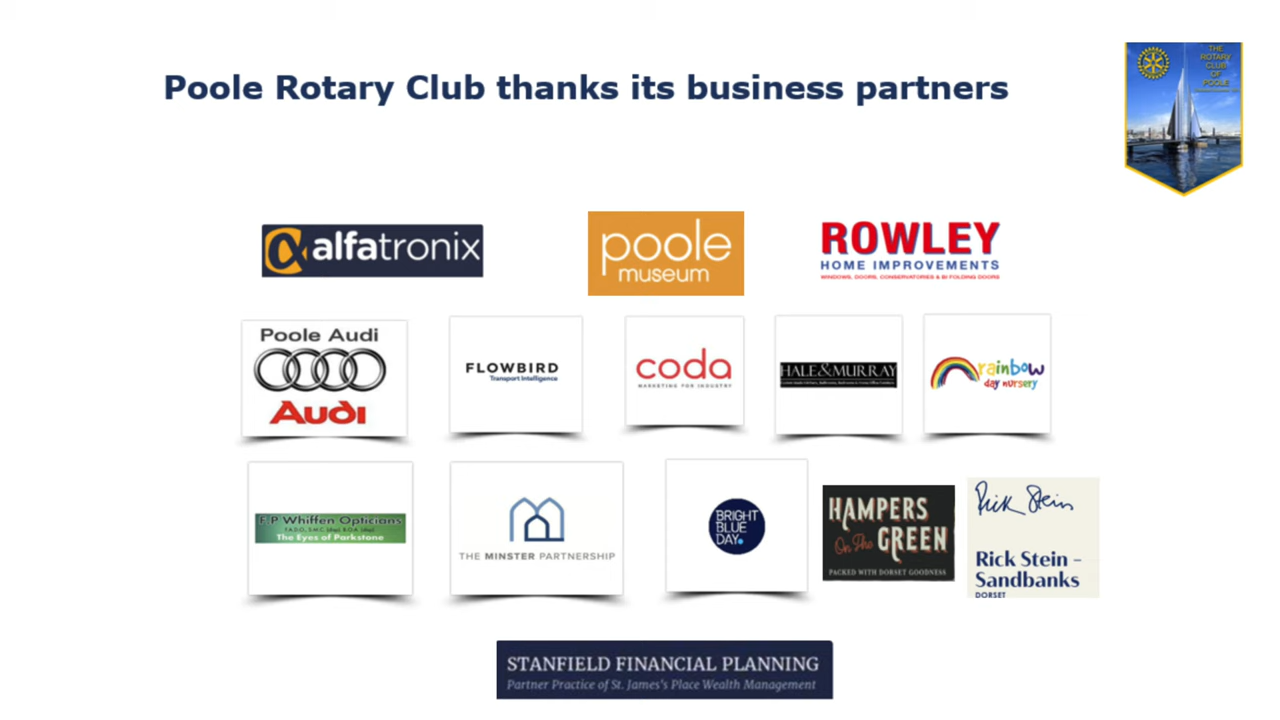 Poole Rotary Club thanks its business partners
THE
ROTARY
CLUB
OF
POOLE
αalfatronix
poole
museum
ROWLEY
HOME IMPROVEMENTS
WINDOWS, DOORS, CONSERVATORIES & BI FOLDING DOORS
Poole Audi
Audi
FLOWBIRD
Transport Intelligence
coda
MARKETING FOR INDUSTRY
HALE & MURRAY
rainbow
day nursery
F.P Whiffen Opticians
The Eyes of Parkstone
THE MINSTER PARTNERSHIP
BRIGHT
BLUE
DAY.
HAMPERS
On The GREEN
PACKED WITH DORSET GOODNESS
Rick Stein
Rick Stein –
Sandbanks
DORSET
STANFIELD FINANCIAL PLANNING
Partner Practice of St. James's Place Wealth Management